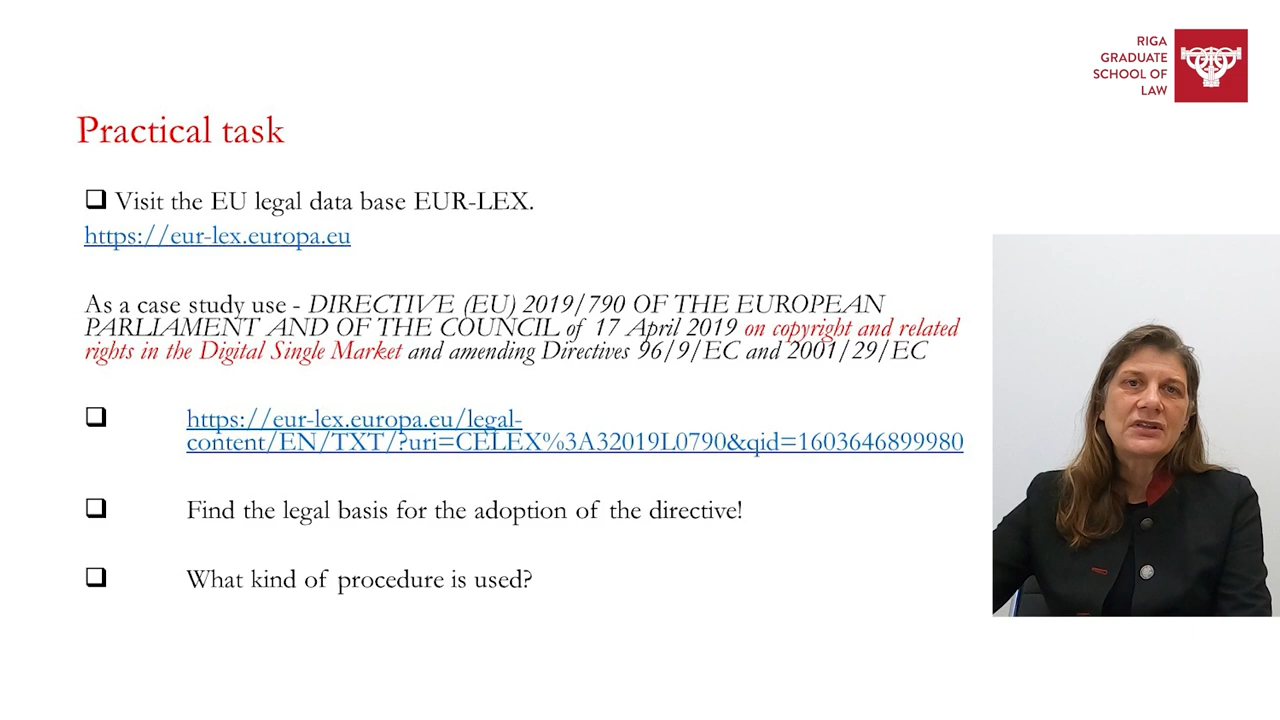 RIGA
GRADUATE
SCHOOL OF
LAW
Practical task
Visit the EU legal data base EUR-LEX.
https://eur-lex.europa.eu
As a case study use - DIRECTIVE (EU) 2019/790 OF THE EUROPEAN
PARLIAMENT AND OF THE COUNCIL of 17 April 2019 on copyright and related
rights in the Digital Single Market and amending Directives 96/9/EC and 2001/29/EC
https://eur-lex.europa.eu/legal-
content/EN/TXT/?uri=CELEX%3A32019L0790&qid=1603646899980
Find the legal basis for the adoption of the directive!
What kind of procedure is used?